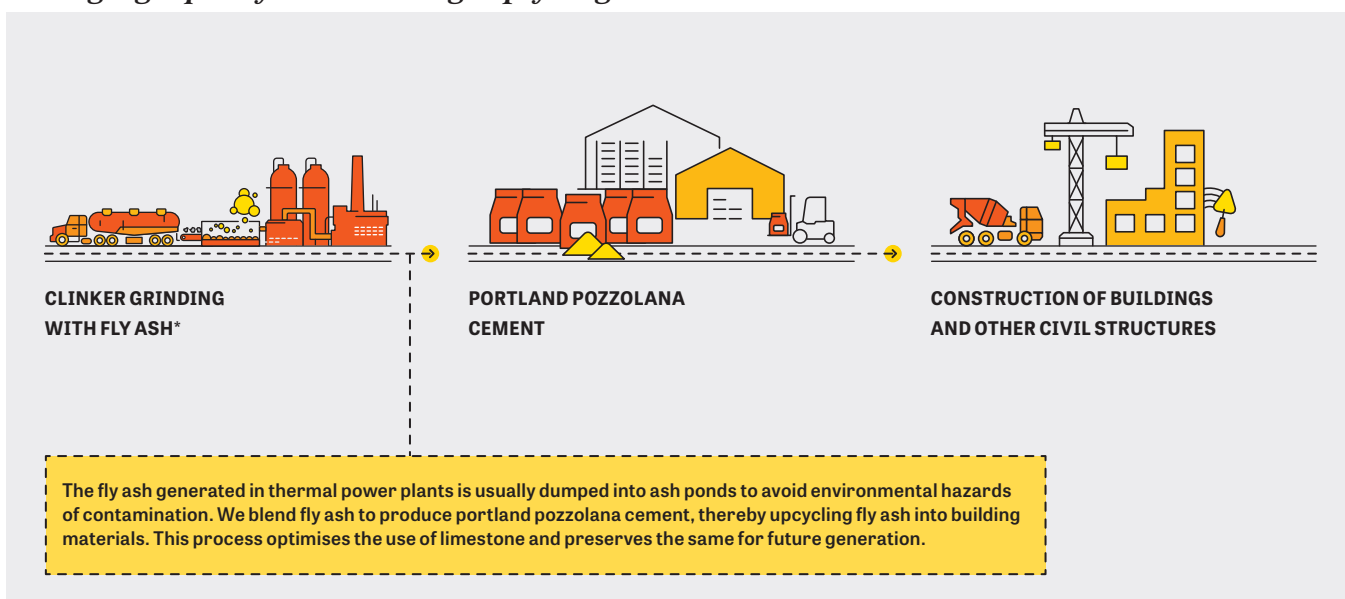 CLINKER GRINDING
WITH FLY ASH*
PORTLAND POZZOLANA
CEMENT
CONSTRUCTION OF BUILDINGS
AND OTHER CIVIL STRUCTURES
The fly ash generated in thermal power plants is usually dumped into ash ponds to avoid environmental hazards
of contamination. We blend fly ash to produce portland pozzolana cement, thereby upcycling fly ash into building
materials. This process optimises the use of limestone and preserves the same for future generation.